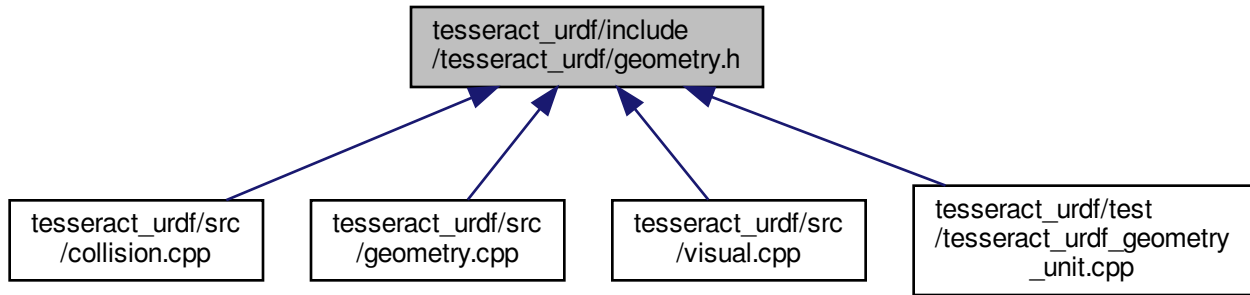 tesseract_urdf/include
/tesseract_urdf/geometry.h
tesseract_urdf/src
/collision.cpp
tesseract_urdf/src
/geometry.cpp
tesseract_urdf/src
/visual.cpp
tesseract_urdf/test
/tesseract_urdf_geometry
_unit.cpp